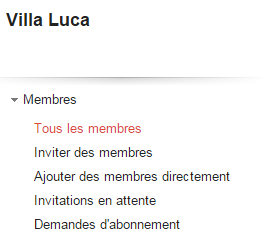 Villa Luca
Membres
Tous les membres
Inviter des membres
Ajouter des membres directement
Invitations en attente
Demandes d'abonnement